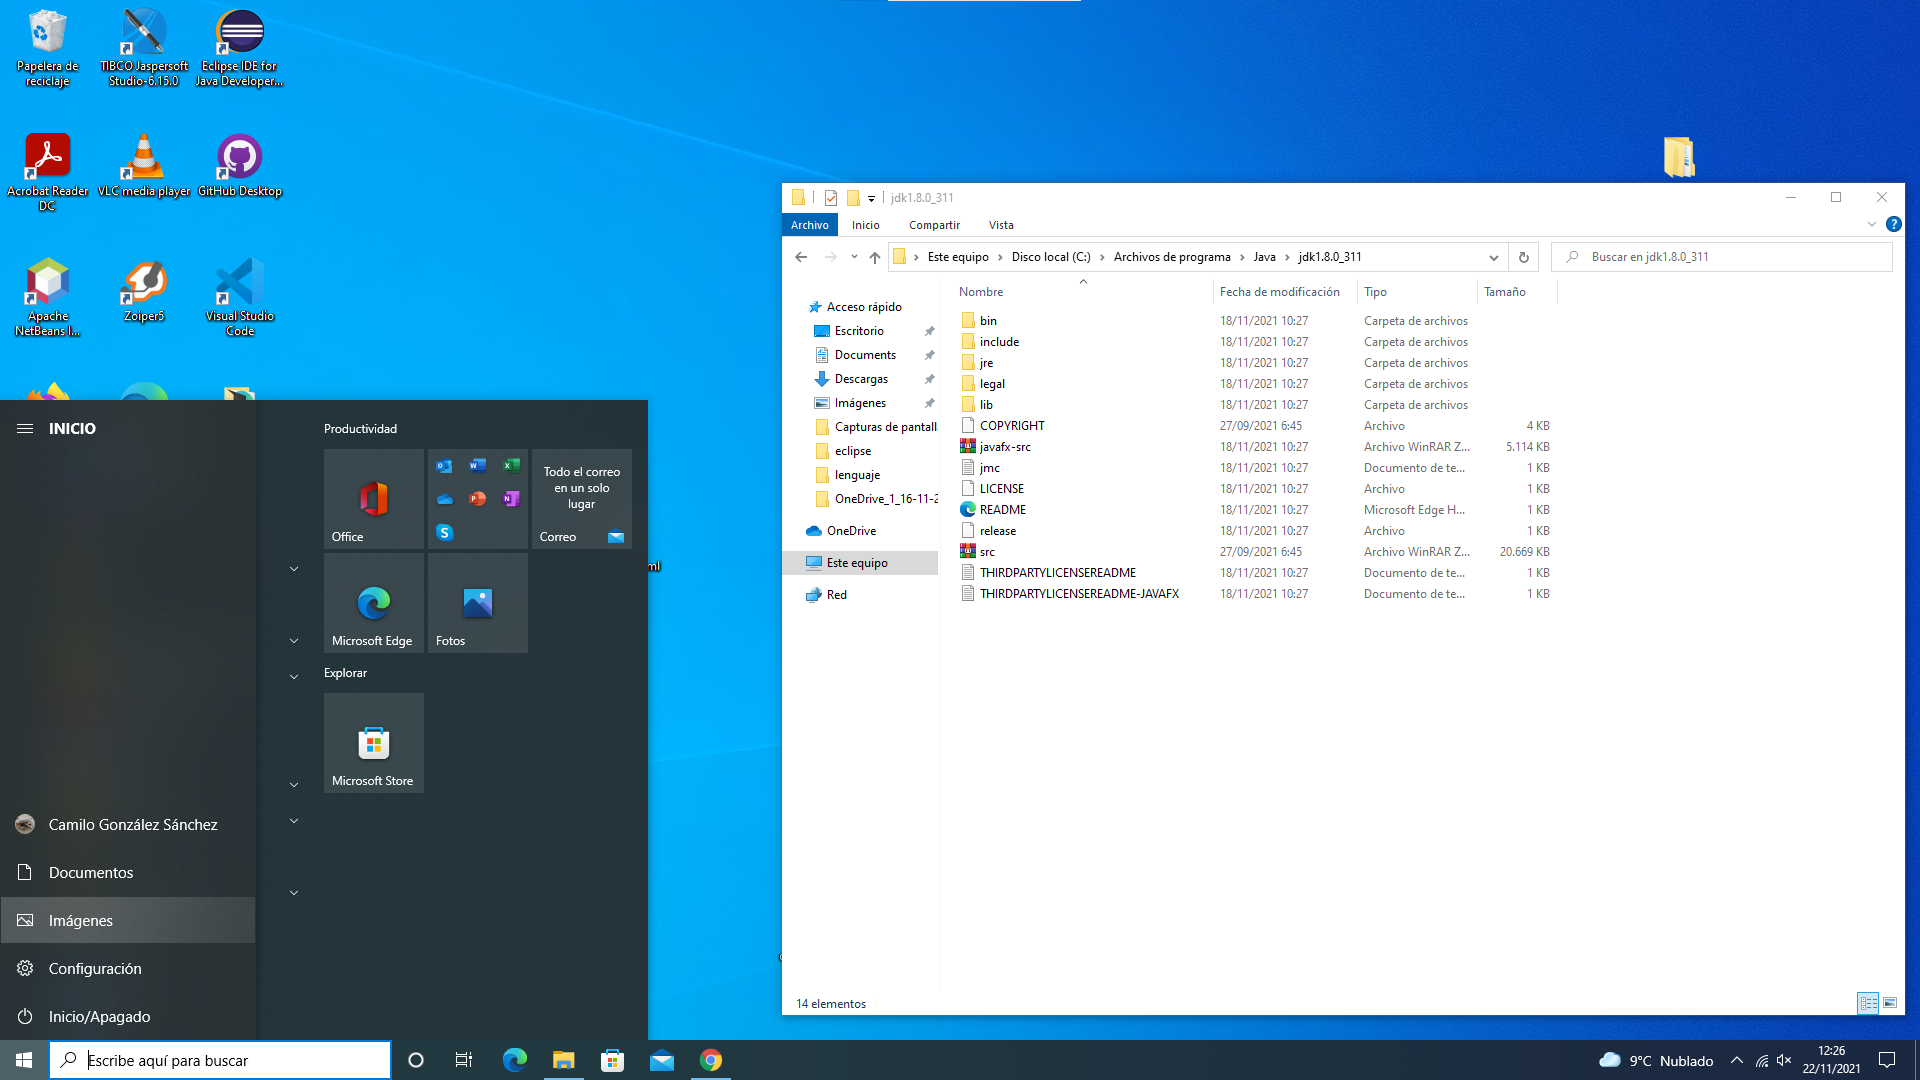 Papelera de
reciclaje
TIBCO Jaspersoft
Studio-6.15.0
Eclipse IDE for
Java Developer...
Acrobat Reader
DC
VLC media player
GitHub Desktop
Apache
NetBeans I...
Zoiper5
Visual Studio
Code
INICIO
Productividad
Office
Todo el correo
en un solo
lugar
Correo
Microsoft Edge
Fotos
Explorar
Microsoft Store
Camilo González Sánchez
Documentos
Imágenes
Configuración
Inicio/Apagado
ml
jdk1.8.0_311
Archivo Inicio Compartir Vista
Este equipo > Disco local (C:) > Archivos de programa > Java > jdk1.8.0_311
Buscar en jdk1.8.0_311
Acceso rápido
Escritorio
Documents
Descargas
Imágenes
Capturas de pantall
eclipse
lenguaje
OneDrive_1_16-11-2
OneDrive
Este equipo
Red
Nombre Fecha de modificación Tipo Tamaño
bin 18/11/2021 10:27 Carpeta de archivos
include 18/11/2021 10:27 Carpeta de archivos
jre 18/11/2021 10:27 Carpeta de archivos
legal 18/11/2021 10:27 Carpeta de archivos
lib 18/11/2021 10:27 Carpeta de archivos
COPYRIGHT 27/09/2021 6:45 Archivo 4 KB
javafx-src 18/11/2021 10:27 Archivo WinRAR Z... 5.114 KB
jmc 18/11/2021 10:27 Documento de te... 1 KB
LICENSE 18/11/2021 10:27 Archivo 1 KB
README 18/11/2021 10:27 Microsoft Edge H... 1 KB
release 18/11/2021 10:27 Archivo 1 KB
src 27/09/2021 6:45 Archivo WinRAR Z... 20.669 KB
THIRDPARTYLICENSEREADME 18/11/2021 10:27 Documento de te... 1 KB
THIRDPARTYLICENSEREADME-JAVAFX 18/11/2021 10:27 Documento de te... 1 KB
14 elementos
Escribe aquí para buscar
9°C Nublado
12:26
22/11/2021